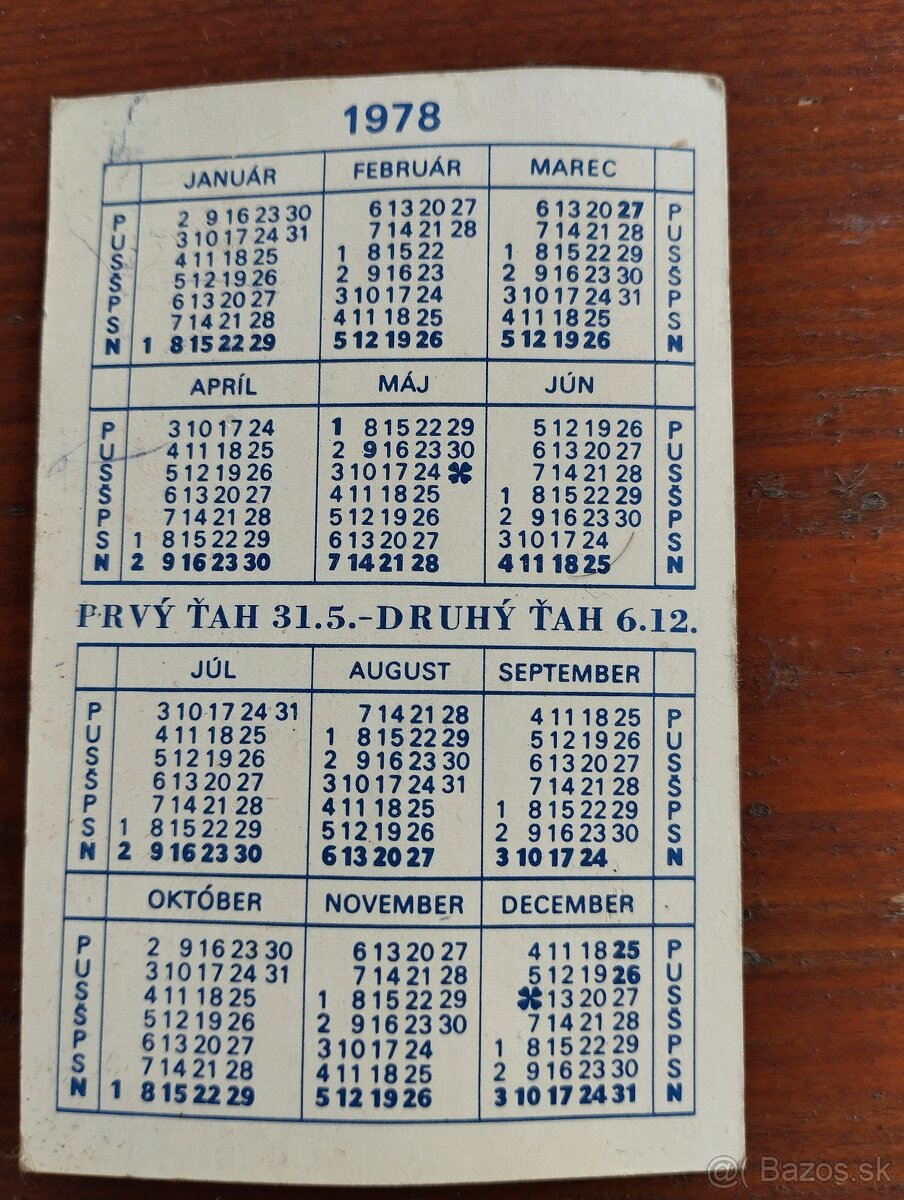 1978
JANUÁR FEBRUÁR MAREC
P 2 9 16 23 30 6 13 20 27 6 13 20 27 P
U 3 10 17 24 31 7 14 21 28 7 14 21 28 U
S 4 11 18 25 1 8 15 22 1 8 15 22 29 S
Š 5 12 19 26 2 9 16 23 2 9 16 23 30 Š
P 6 13 20 27 3 10 17 24 3 10 17 24 31 P
S 7 14 21 28 4 11 18 25 4 11 18 25 S
N 1 8 15 22 29 5 12 19 26 5 12 19 26 N
APRÍL MÁJ JÚN
P 3 10 17 24 1 8 15 22 29 5 12 19 26 P
U 4 11 18 25 2 9 16 23 30 6 13 20 27 U
S 5 12 19 26 3 10 17 24 7 14 21 28 S
Š 6 13 20 27 4 11 18 25 1 8 15 22 29 Š
P 7 14 21 28 5 12 19 26 2 9 16 23 30 P
S 1 8 15 22 29 6 13 20 27 3 10 17 24 S
N 2 9 16 23 30 7 14 21 28 4 11 18 25 N
PRVÝ ŤAH 31.5.-DRUHÝ ŤAH 6.12.
JÚL AUGUST SEPTEMBER
P 3 10 17 24 31 7 14 21 28 4 11 18 25 P
U 4 11 18 25 1 8 15 22 29 5 12 19 26 U
S 5 12 19 26 2 9 16 23 30 6 13 20 27 S
Š 6 13 20 27 3 10 17 24 31 7 14 21 28 Š
P 7 14 21 28 4 11 18 25 1 8 15 22 29 P
S 1 8 15 22 29 5 12 19 26 2 9 16 23 30 S
N 2 9 16 23 30 6 13 20 27 3 10 17 24 N
OKTÓBER NOVEMBER DECEMBER
P 2 9 16 23 30 6 13 20 27 4 11 18 25 P
U 3 10 17 24 31 7 14 21 28 5 12 19 26 U
S 4 11 18 25 1 8 15 22 29 13 20 27 S
Š 5 12 19 26 2 9 16 23 30 7 14 21 28 Š
P 6 13 20 27 3 10 17 24 1 8 15 22 29 P
S 7 14 21 28 4 11 18 25 2 9 16 23 30 S
N 1 8 15 22 29 5 12 19 26 3 10 17 24 31 N
Bazos.sk